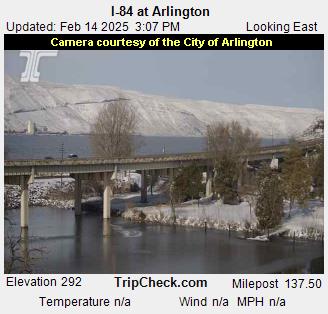 I-84 at Arlington
Updated: Feb 14 2025 3:07 PM Looking East
Camera courtesy of the City of Arlington
Elevation 292 TripCheck.com Milepost 137.50
Temperature n/a Wind n/a MPH n/a